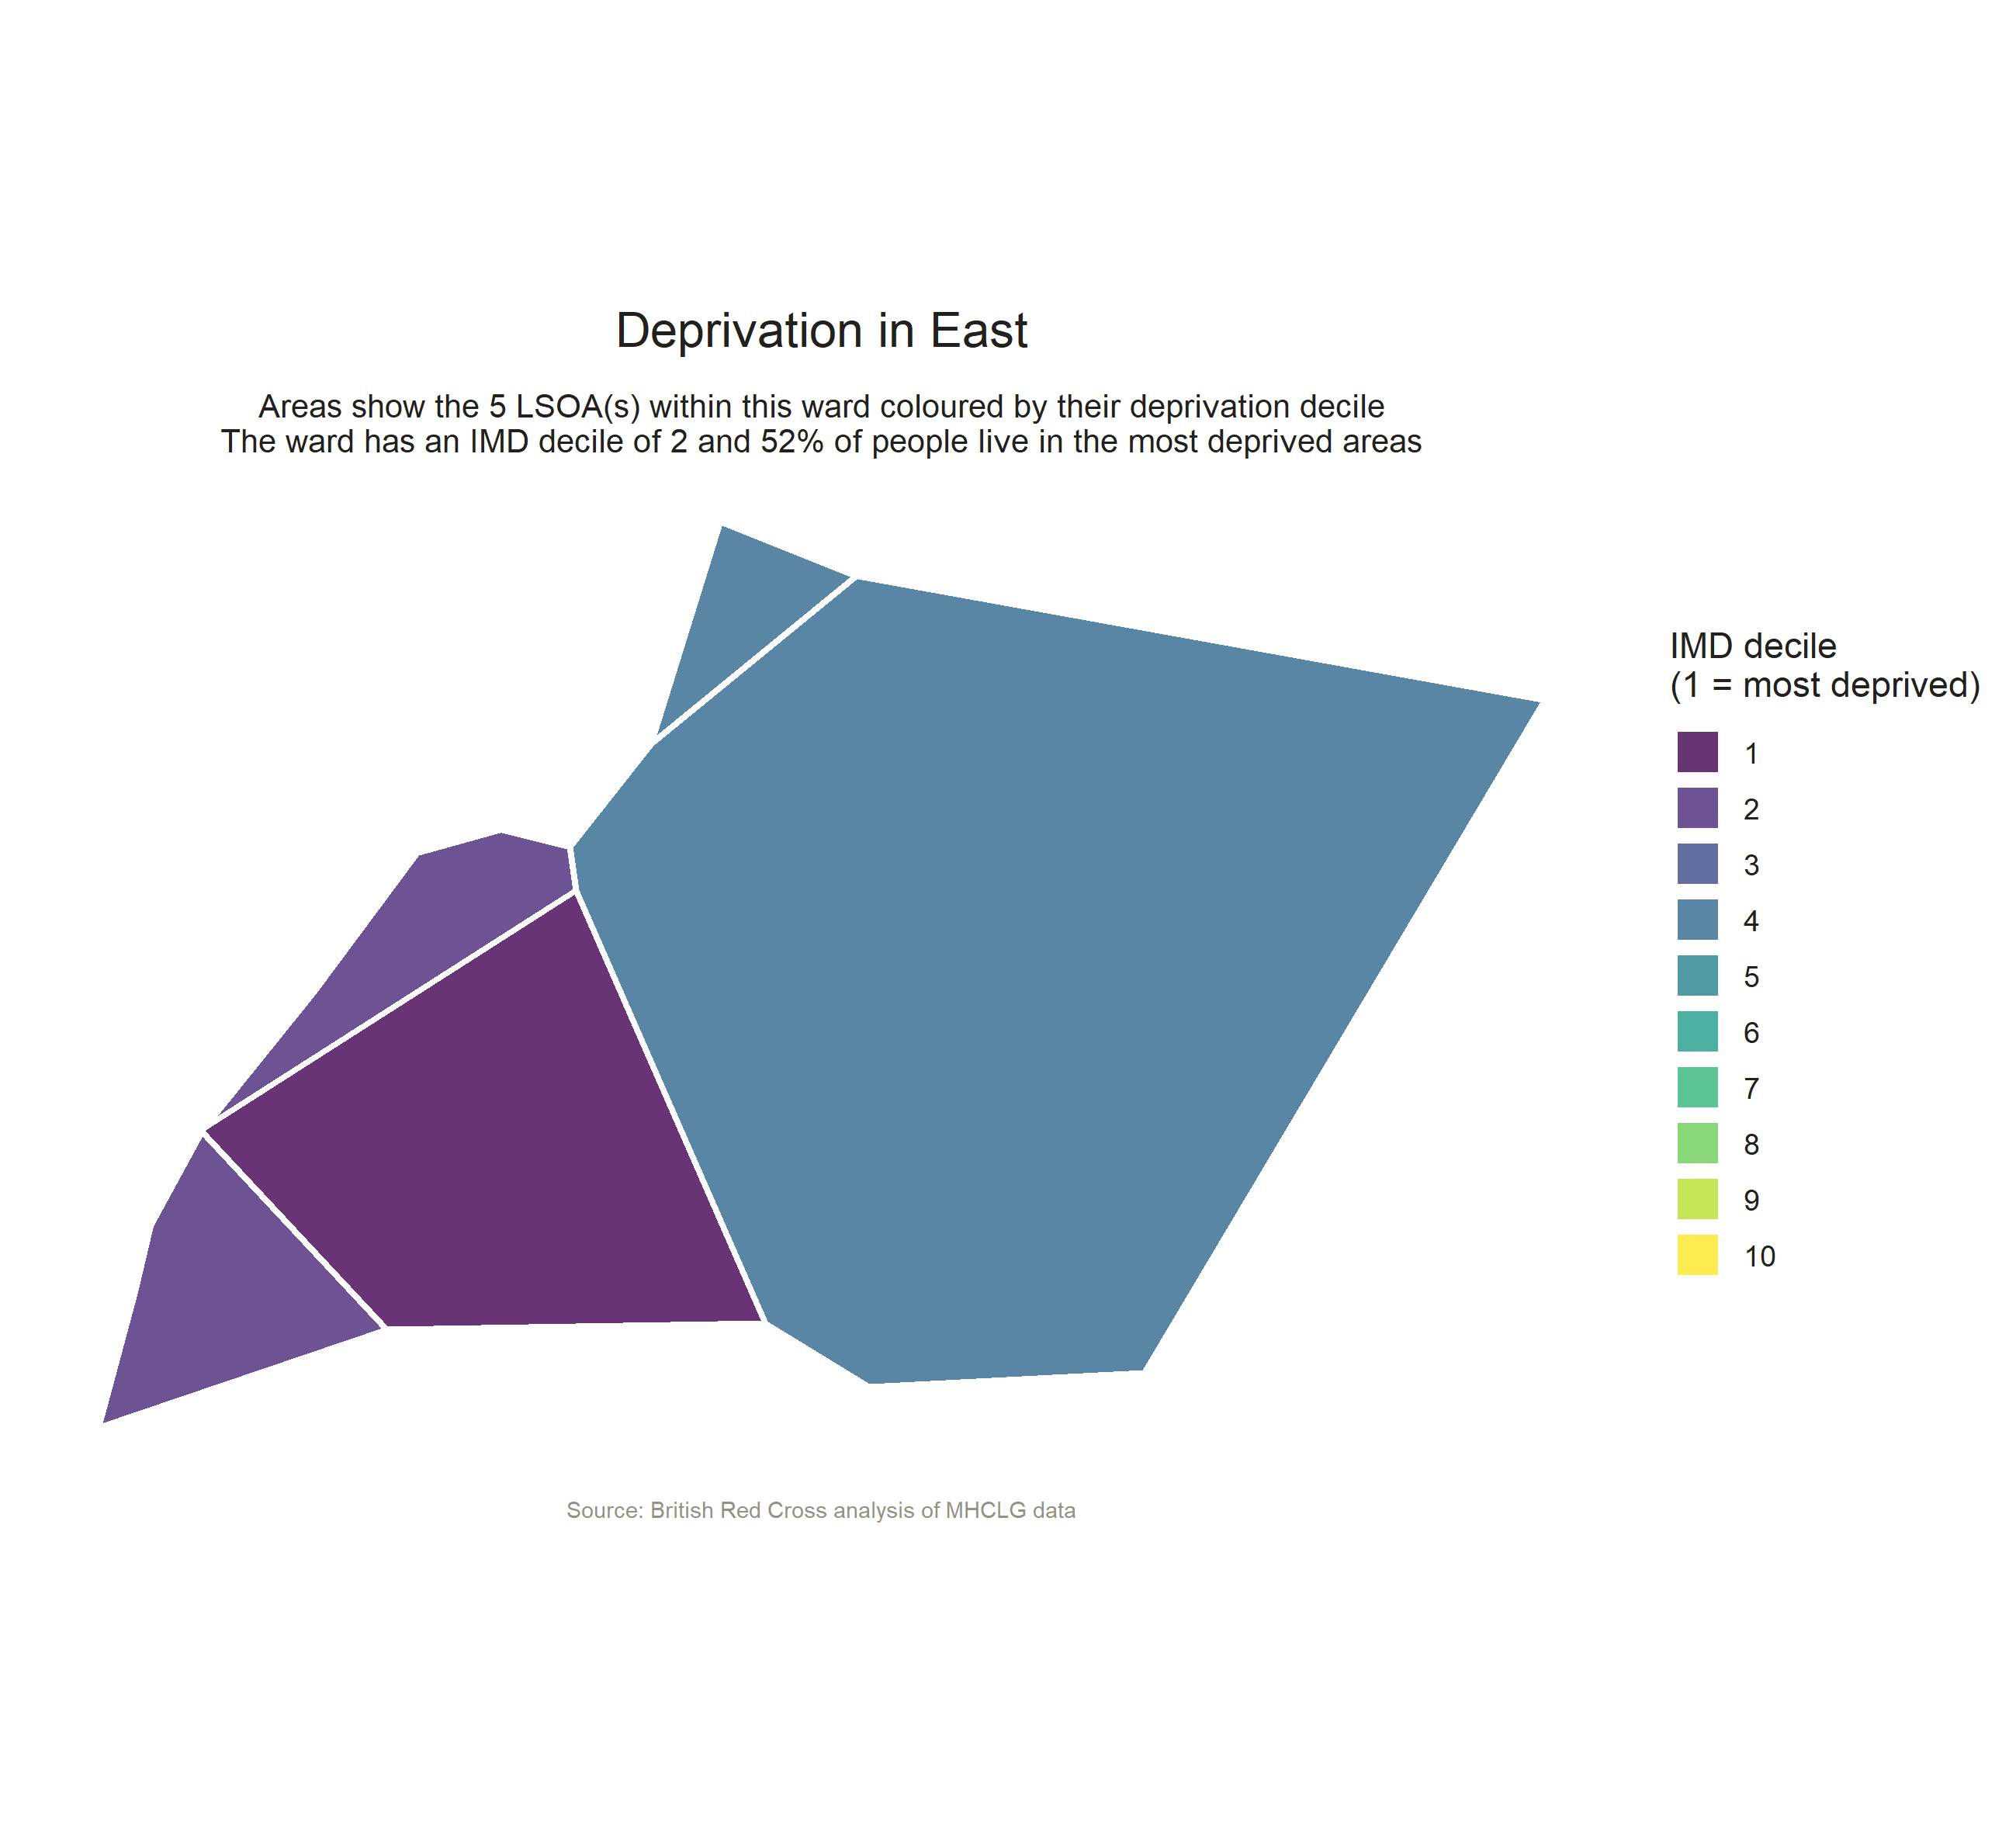 Deprivation in East
Areas show the 5 LSOA(s) within this ward coloured by their deprivation decile
The ward has an IMD decile of 2 and 52% of people live in the most deprived areas
IMD decile
(1 = most deprived)
1
2
3
4
5
6
7
8
9
10
Source: British Red Cross analysis of MHCLG data